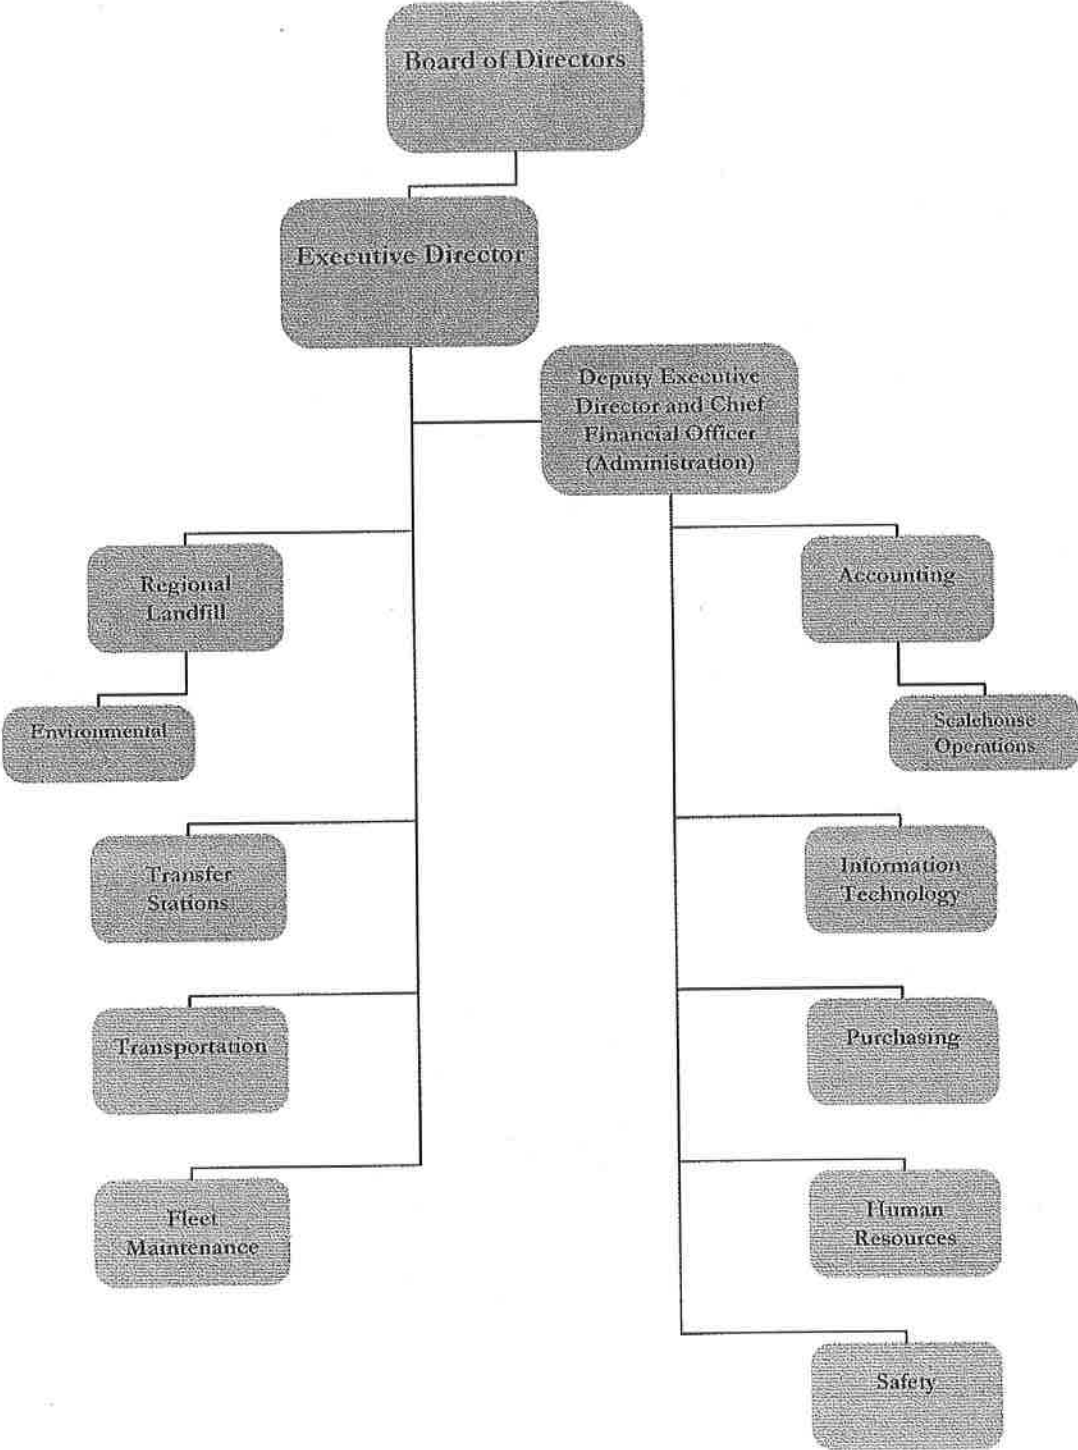 Board of Directors
Executive Director
Deputy Executive
Director and Chief
Financial Officer
(Administration)
Regional
Landfill
Accounting
Environmental
Scalehouse
Operations
Transfer
Stations
Information
Technology
Transportation
Purchasing
Fleet
Maintenance
Human
Resources
Safety